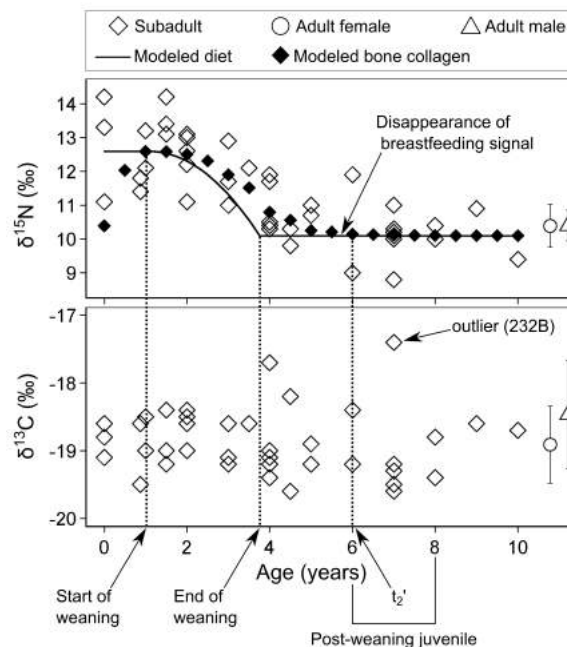 Subadult Adult female Adult male
Modeled diet Modeled bone collagen
14
13
12
11
10
9
δ¹⁵N (‰)
Disappearance of
breastfeeding signal
-17
-18
-19
-20
δ¹³C (‰)
outlier (232B)
0 2 4 6 8 10
Age (years)
Start of
weaning
End of
weaning
t₂'
Post-weaning juvenile